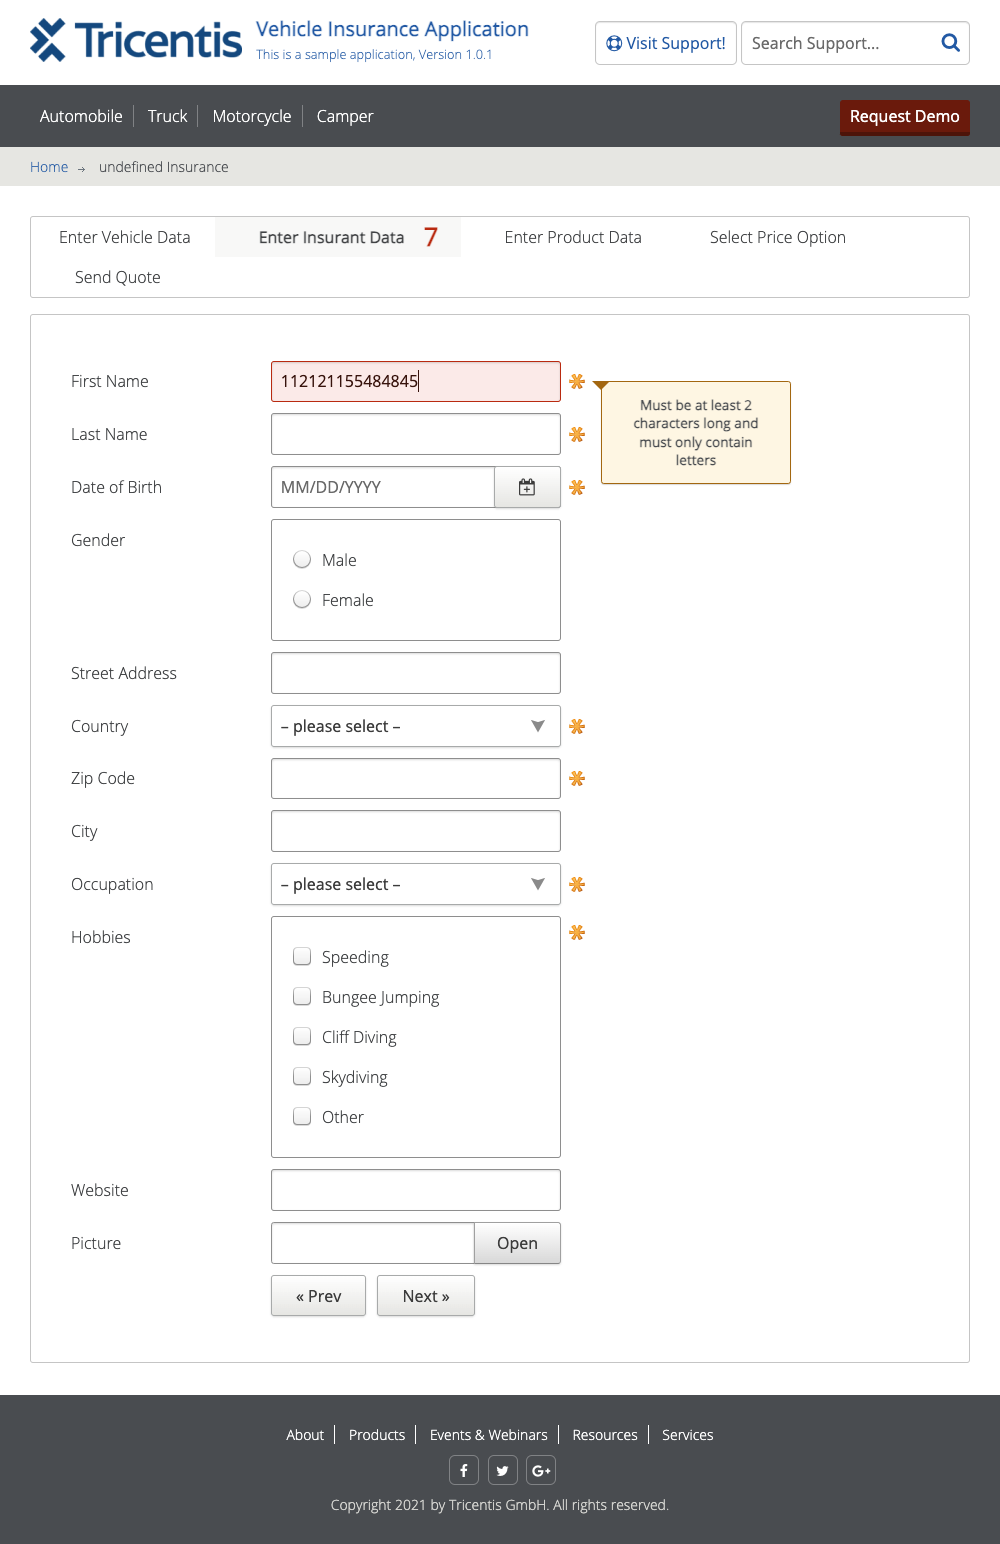 Tricentis
Vehicle Insurance Application
This is a sample application, Version 1.0.1
Visit Support!
Search Support...
Automobile
Truck
Motorcycle
Camper
Request Demo
Home → undefined Insurance
Enter Vehicle Data
Enter Insurant Data 7
Enter Product Data
Select Price Option
Send Quote
First Name
112121155484845
Must be at least 2
characters long and
must only contain
letters
Last Name
Date of Birth
MM/DD/YYYY
Gender
Male
Female
Street Address
Country
– please select –
Zip Code
City
Occupation
– please select –
Hobbies
Speeding
Bungee Jumping
Cliff Diving
Skydiving
Other
Website
Picture
Open
« Prev
Next »
About
Products
Events & Webinars
Resources
Services
Copyright 2021 by Tricentis GmbH. All rights reserved.